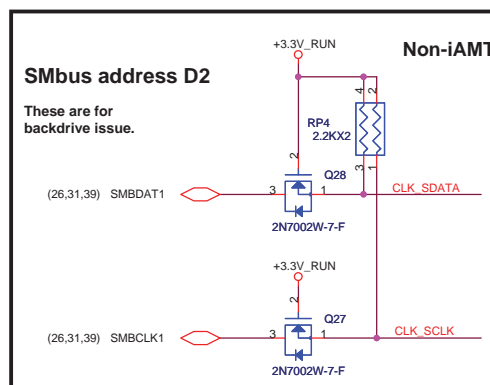 +3.3V_RUN
Non-iAMT
SMbus address D2
These are for
backdrive issue.
RP4
2.2KX2
4
2
2
3
1
Q28
(26,31,39) SMBDAT1
3
1
CLK_SDATA
2N7002W-7-F
+3.3V_RUN
2
Q27
(26,31,39) SMBCLK1
3
1
CLK_SCLK
2N7002W-7-F